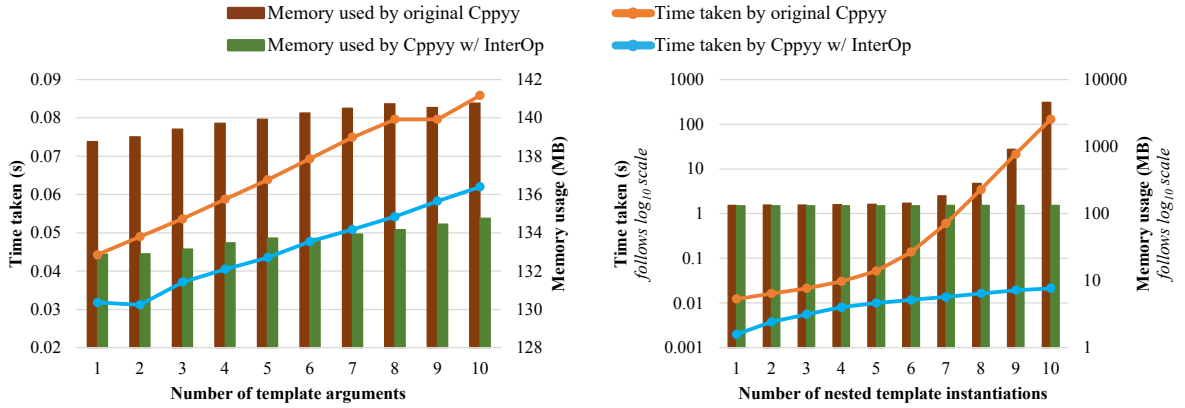 Memory used by original Cppyy
Time taken by original Cppyy
Memory used by Cppyy w/ InterOp
Time taken by Cppyy w/ InterOp
Time taken (s)
0.09
0.08
0.07
0.06
0.05
0.04
0.03
0.02
142
140
138
136
134
132
130
128
Memory usage (MB)
1 2 3 4 5 6 7 8 9 10
Number of template arguments
Time taken (s)
follows log10 scale
1000
100
10
1
0.1
0.01
0.001
10000
1000
100
10
1
Memory usage (MB)
follows log10 scale
1 2 3 4 5 6 7 8 9 10
Number of nested template instantiations